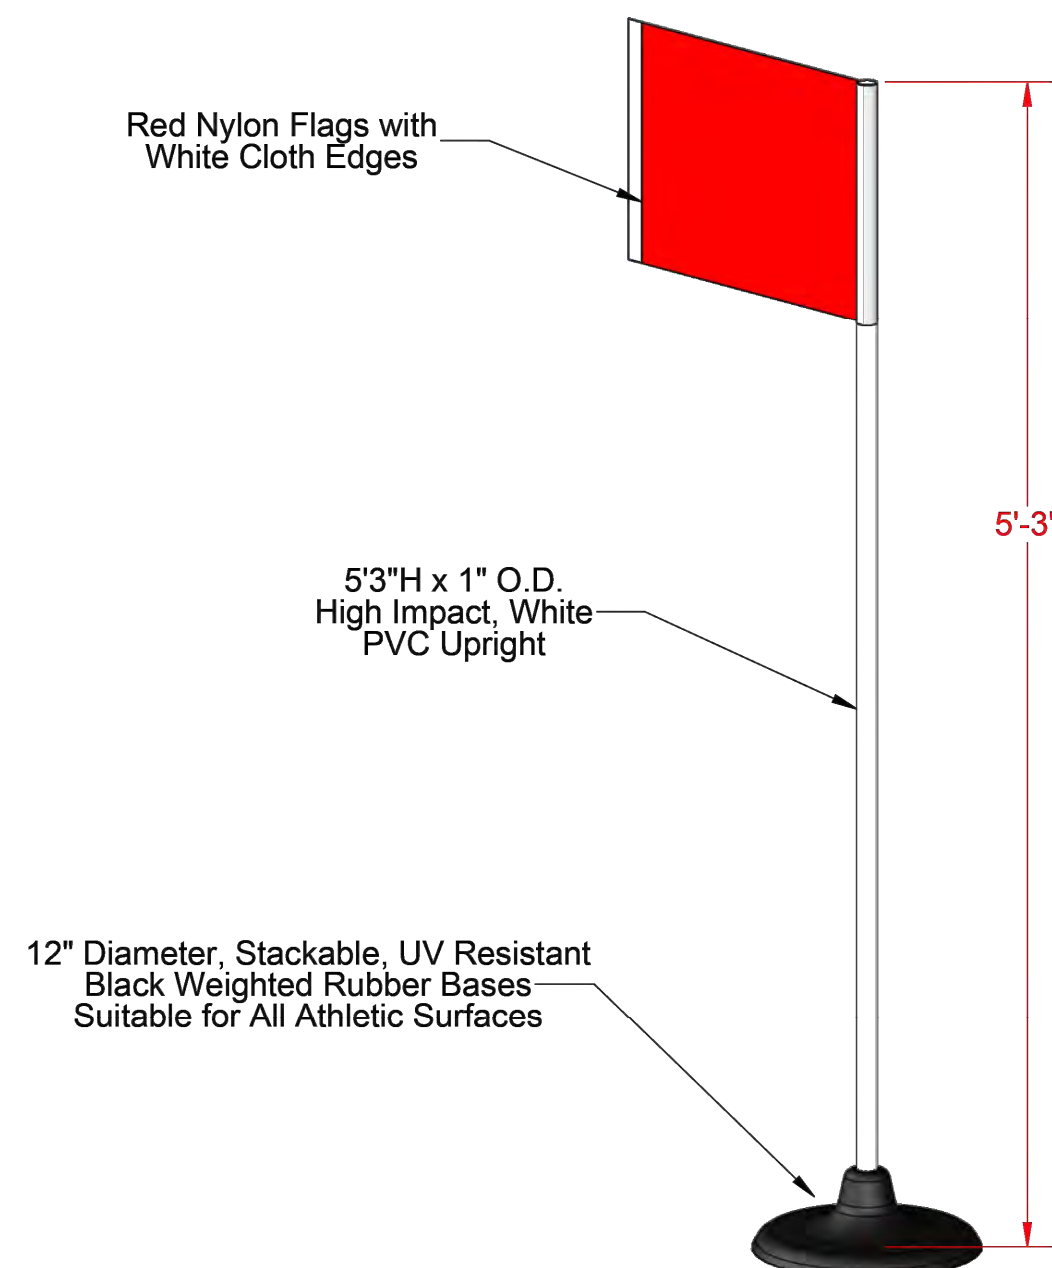 Red Nylon Flags with
White Cloth Edges
5'-3'
5'3"H x 1" O.D.
High Impact, White
PVC Upright
12" Diameter, Stackable, UV Resistant
Black Weighted Rubber Bases
Suitable for All Athletic Surfaces